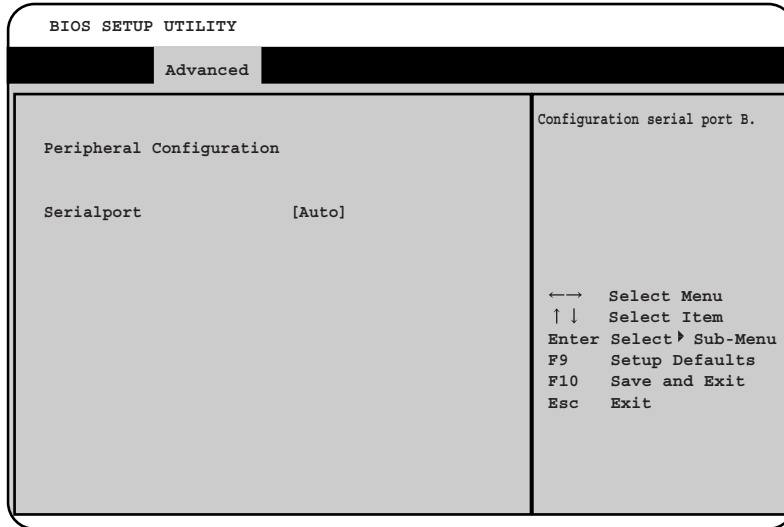 BIOS SETUP UTILITY
Advanced
Peripheral Configuration
Serialport [Auto]
Configuration serial port B.
←→ Select Menu
↑↓ Select Item
Enter Select▶ Sub-Menu
F9 Setup Defaults
F10 Save and Exit
Esc Exit